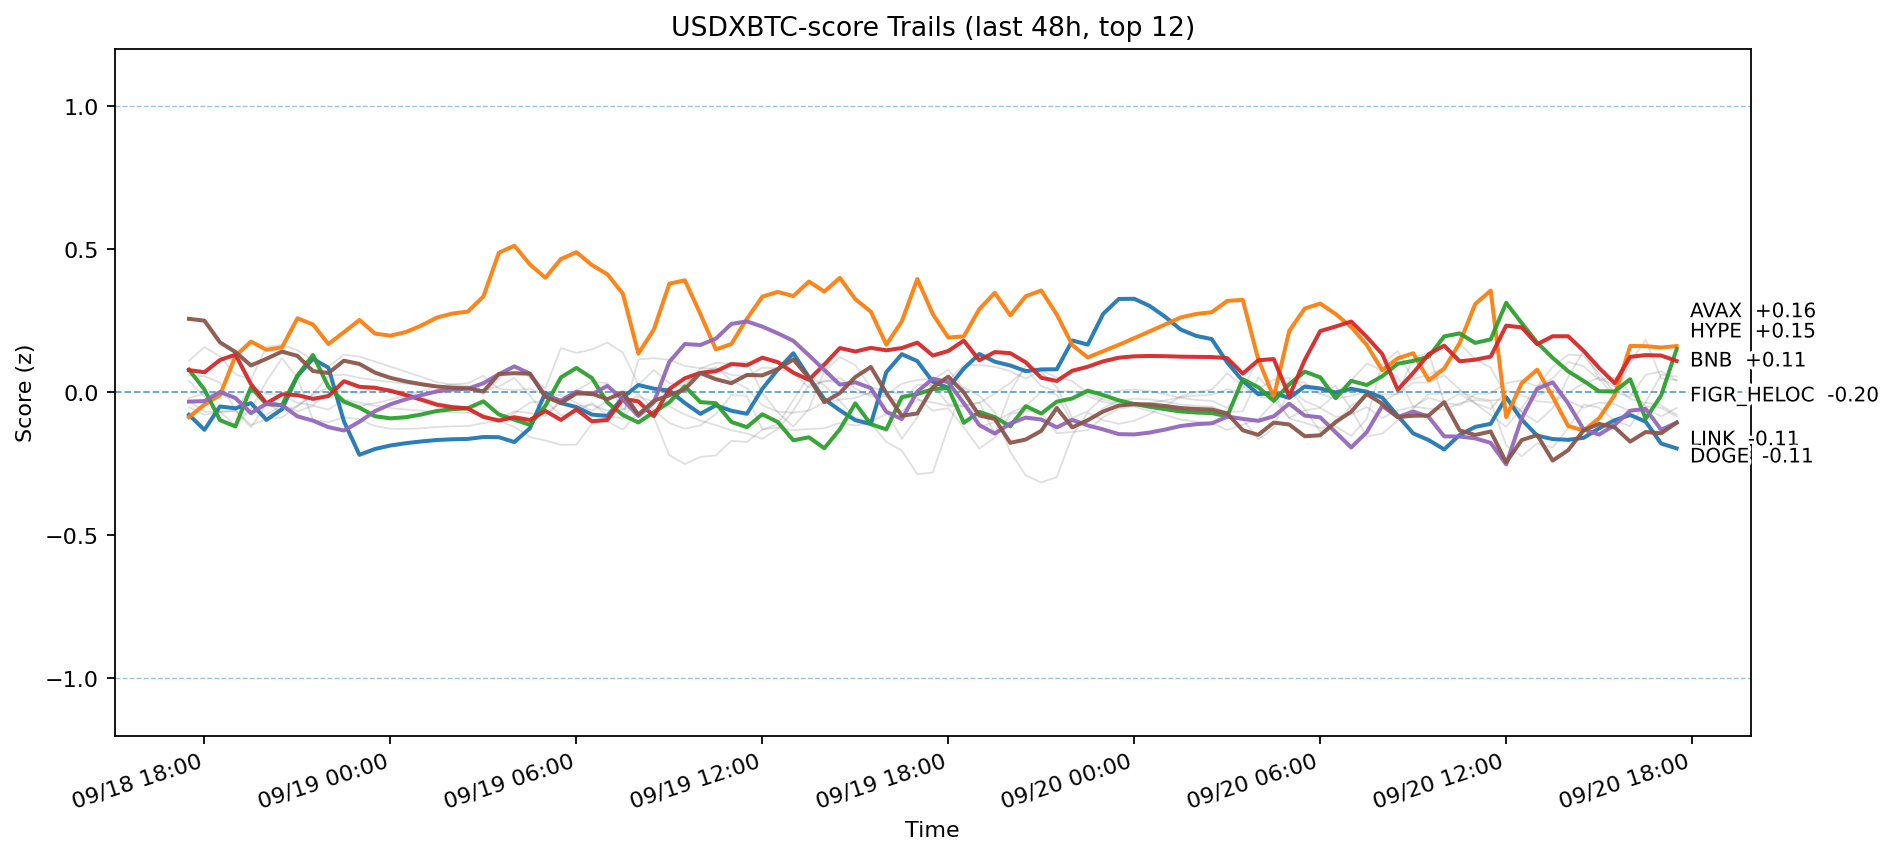 USDXBTC-score Trails (last 48h, top 12)
Score (z)
1.0
0.5
0.0
−0.5
−1.0
AVAX +0.16
HYPE +0.15
BNB +0.11
FIGR_HELOC -0.20
LINK -0.11
DOGE -0.11
09/18 18:00
09/19 00:00
09/19 06:00
09/19 12:00
09/19 18:00
09/20 00:00
09/20 06:00
09/20 12:00
09/20 18:00
Time